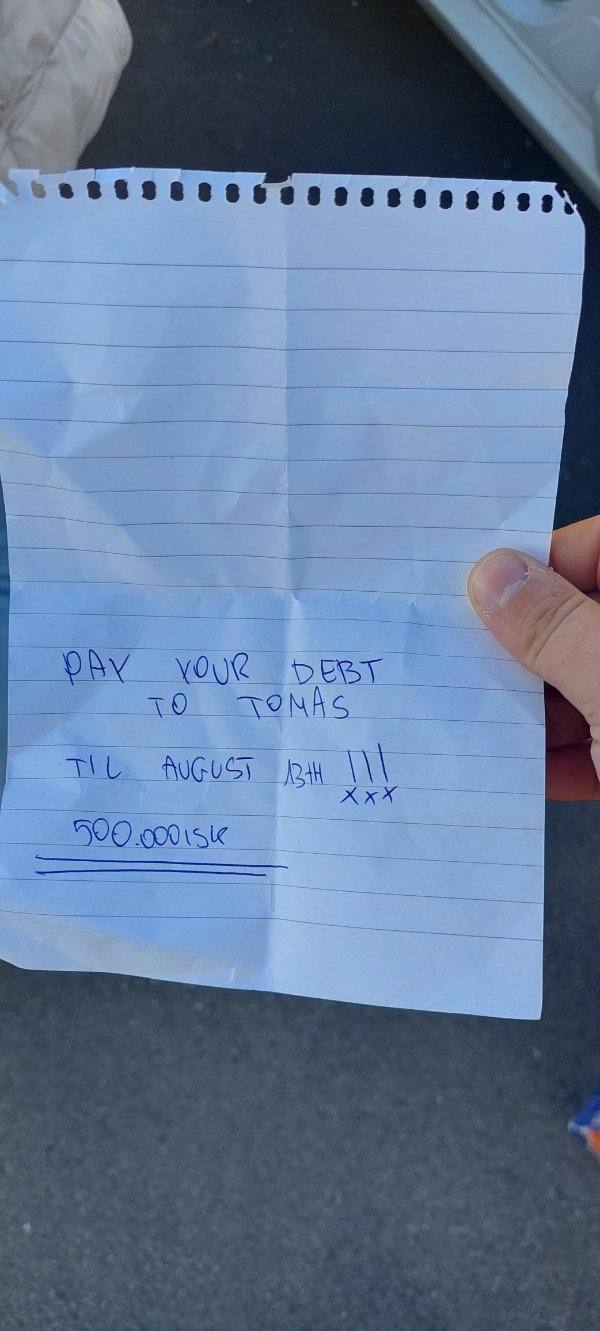 PAY YOUR DEBT
TO TOMAS
TIL AUGUST 13TH !!!
xxx
500.000ISK